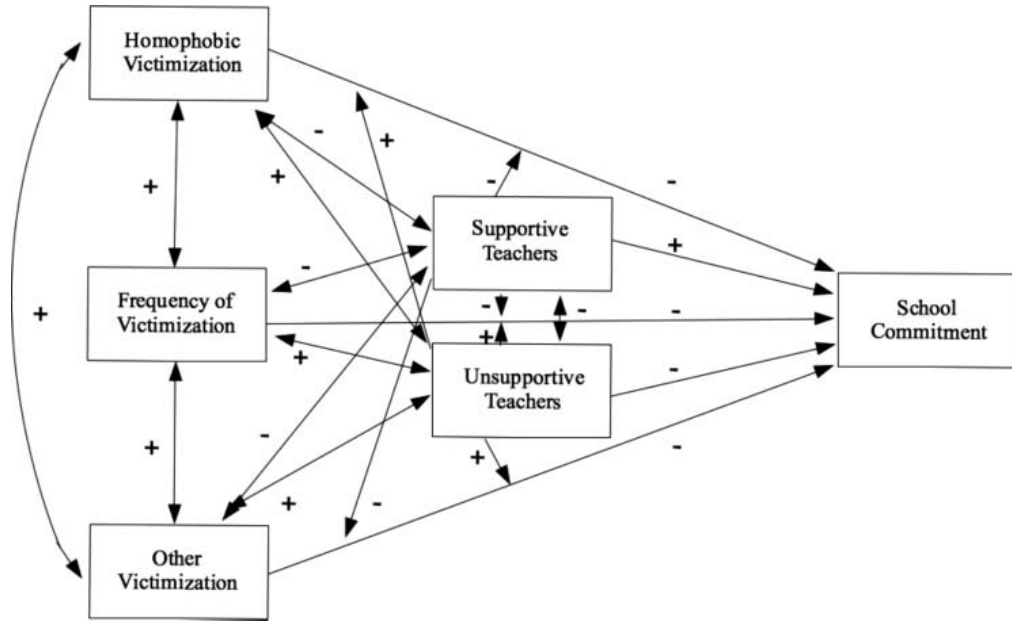 Homophobic
Victimization
-
+
+
-
-
+
Supportive
Teachers
+
-
Frequency of
Victimization
+
-
-
-
+
+
School
Commitment
Unsupportive
Teachers
-
+
-
+
-
+
-
Other
Victimization